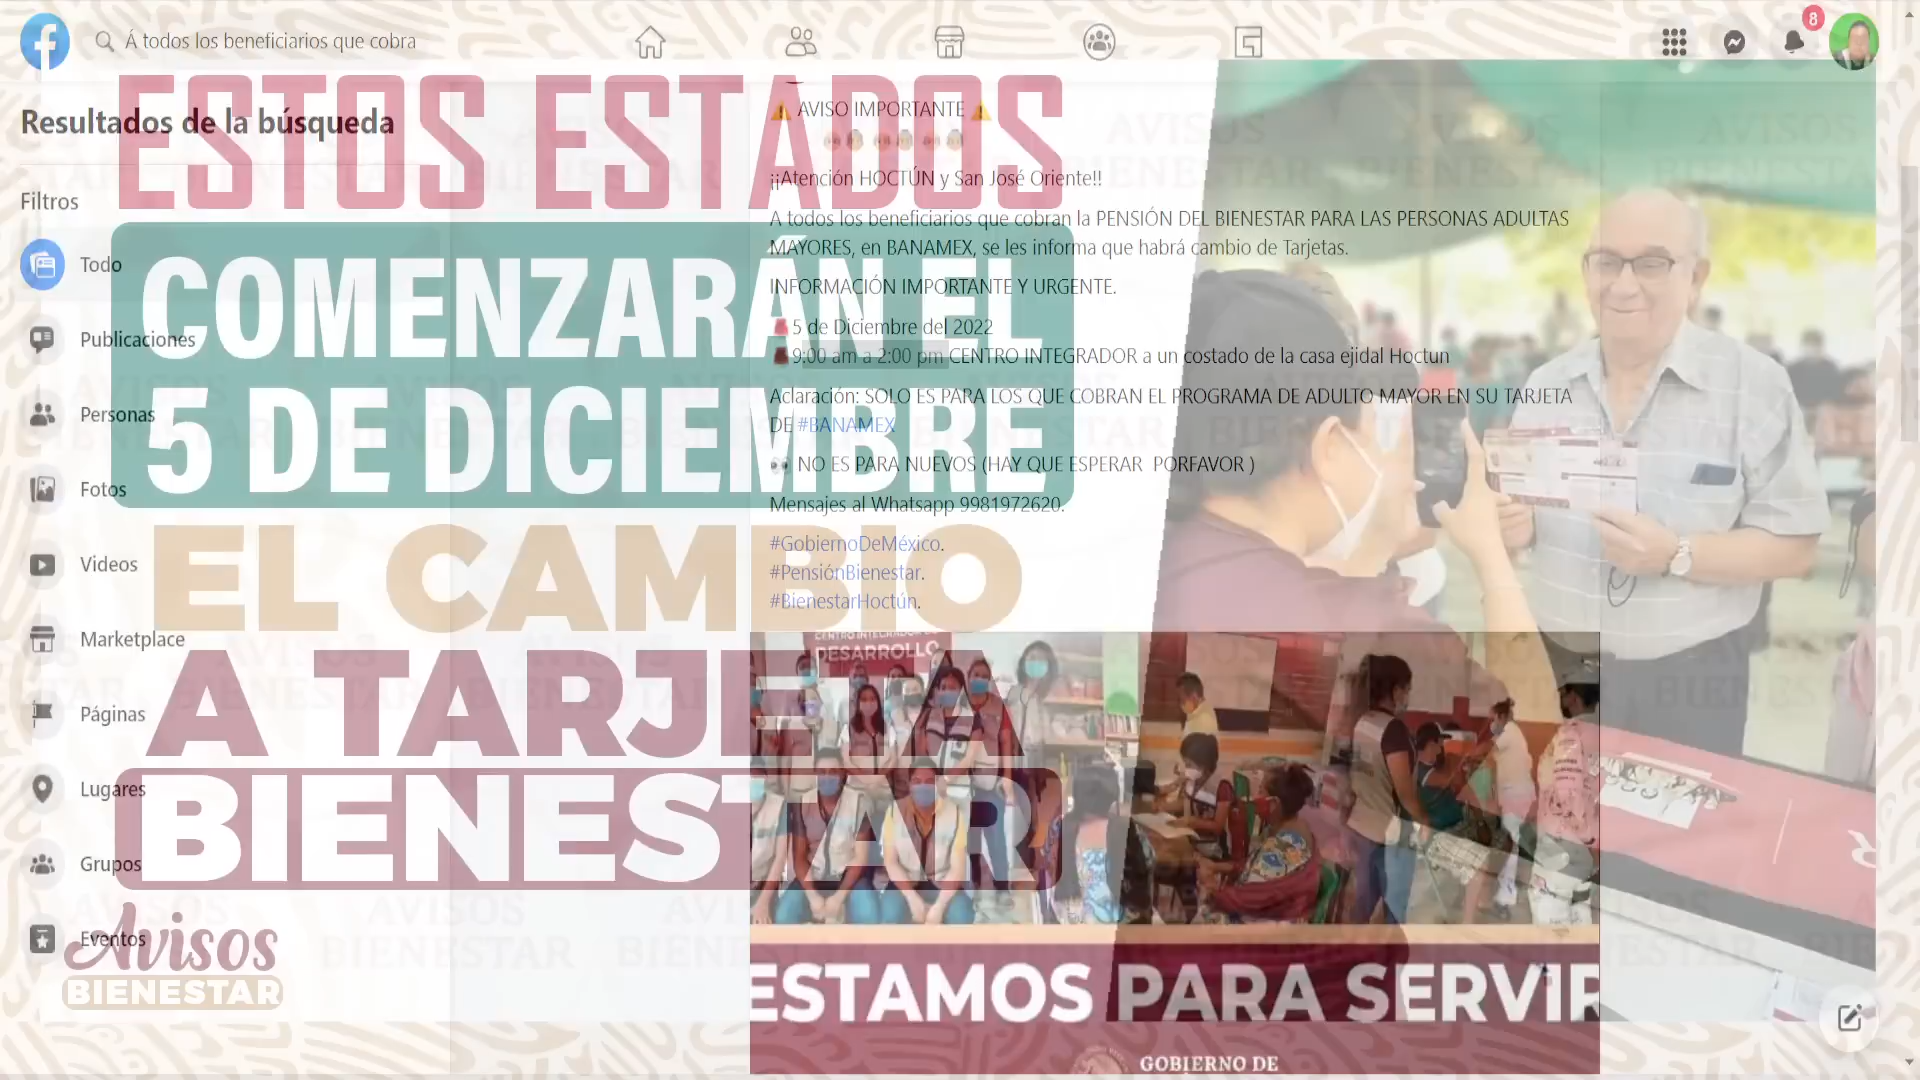 Á todos los beneficiarios que cobra
8
Resultados de la búsqueda
Filtros
Todo
Publicaciones
Personas
Fotos
Videos
Marketplace
Páginas
Lugares
Grupos
Eventos
ESTOS ESTADOS
COMENZARÁN EL
5 DE DICIEMBRE
EL CAMBIO
A TARJETA
BIENESTAR
Avisos
BIENESTAR
⚠️ AVISO IMPORTANTE ⚠️
¡¡Atención HOCTÚN y San José Oriente!!
A todos los beneficiarios que cobran la PENSIÓN DEL BIENESTAR PARA LAS PERSONAS ADULTAS
MAYORES, en BANAMEX, se les informa que habrá cambio de Tarjetas.
INFORMACIÓN IMPORTANTE Y URGENTE.
5 de Diciembre del 2022
9:00 am a 2:00 pm CENTRO INTEGRADOR a un costado de la casa ejidal Hoctun
Aclaración: SOLO ES PARA LOS QUE COBRAN EL PROGRAMA DE ADULTO MAYOR EN SU TARJETA
DE #BANAMEX
👀 NO ES PARA NUEVOS (HAY QUE ESPERAR PORFAVOR )
Mensajes al Whatsapp 9981972620.
#GobiernoDeMéxico.
#PensiónBienestar.
#BienestarHoctún.
CENTRO INTEGRADOR DE
DESARROLLO
ESTAMOS PARA SERVIR
GOBIERNO DE
AVISOS
BIENESTAR